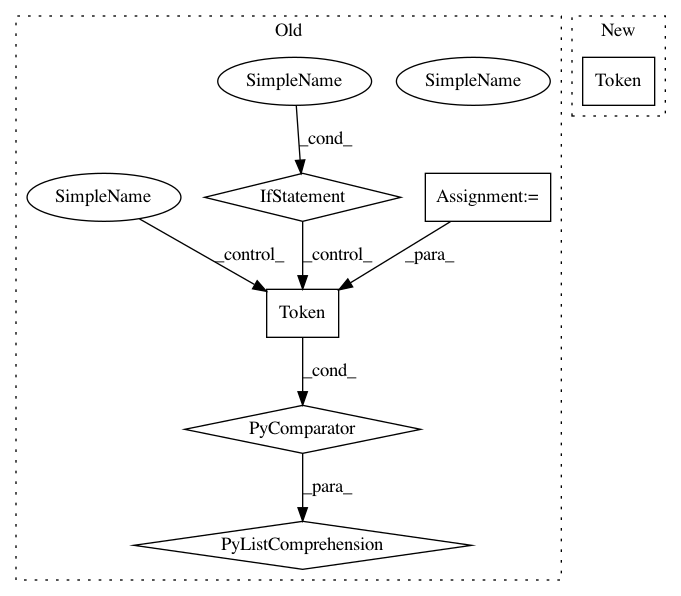 Old
New
SimpleName
SimpleName
Token
_cond_
SimpleName
IfStatement
Assignment:=
_control_
_control_
_para_
Token
_cond_
PyComparator
_para_
PyListComprehension